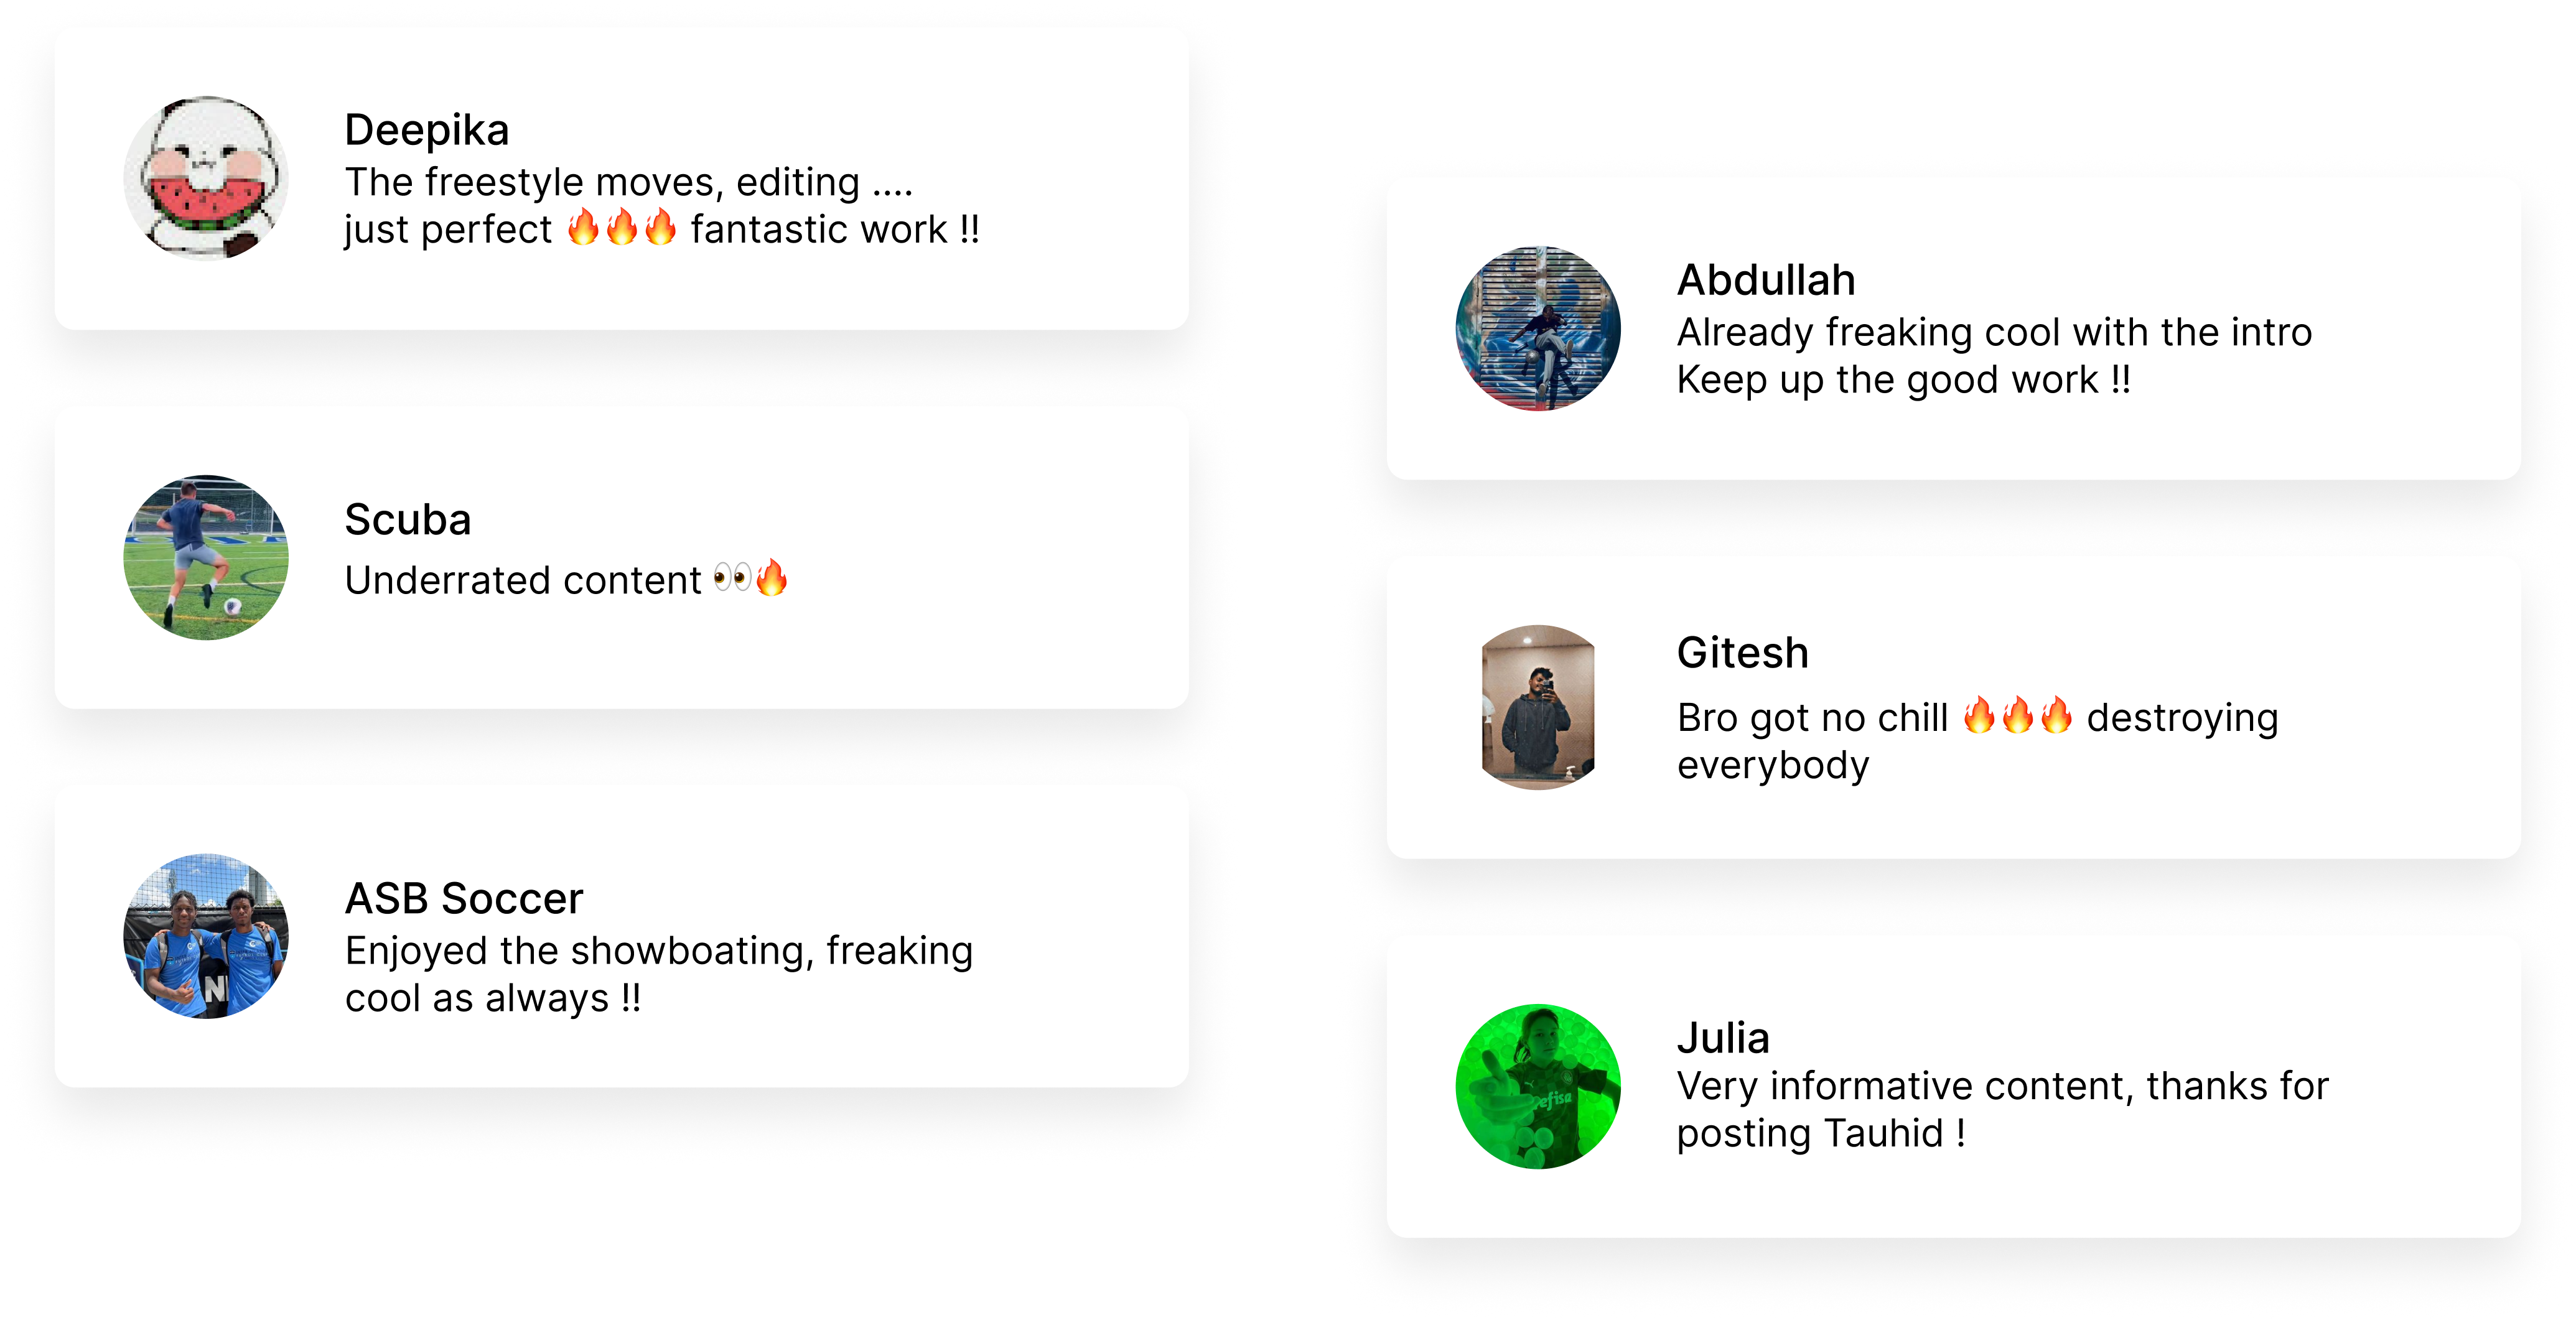 Deepika
The freestyle moves, editing ....
just perfect 🔥🔥🔥 fantastic work !!
Scuba
Underrated content 👀🔥
ASB Soccer
Enjoyed the showboating, freaking
cool as always !!
Abdullah
Already freaking cool with the intro
Keep up the good work !!
Gitesh
Bro got no chill 🔥🔥🔥 destroying
everybody
Julia
Very informative content, thanks for
posting Tauhid !